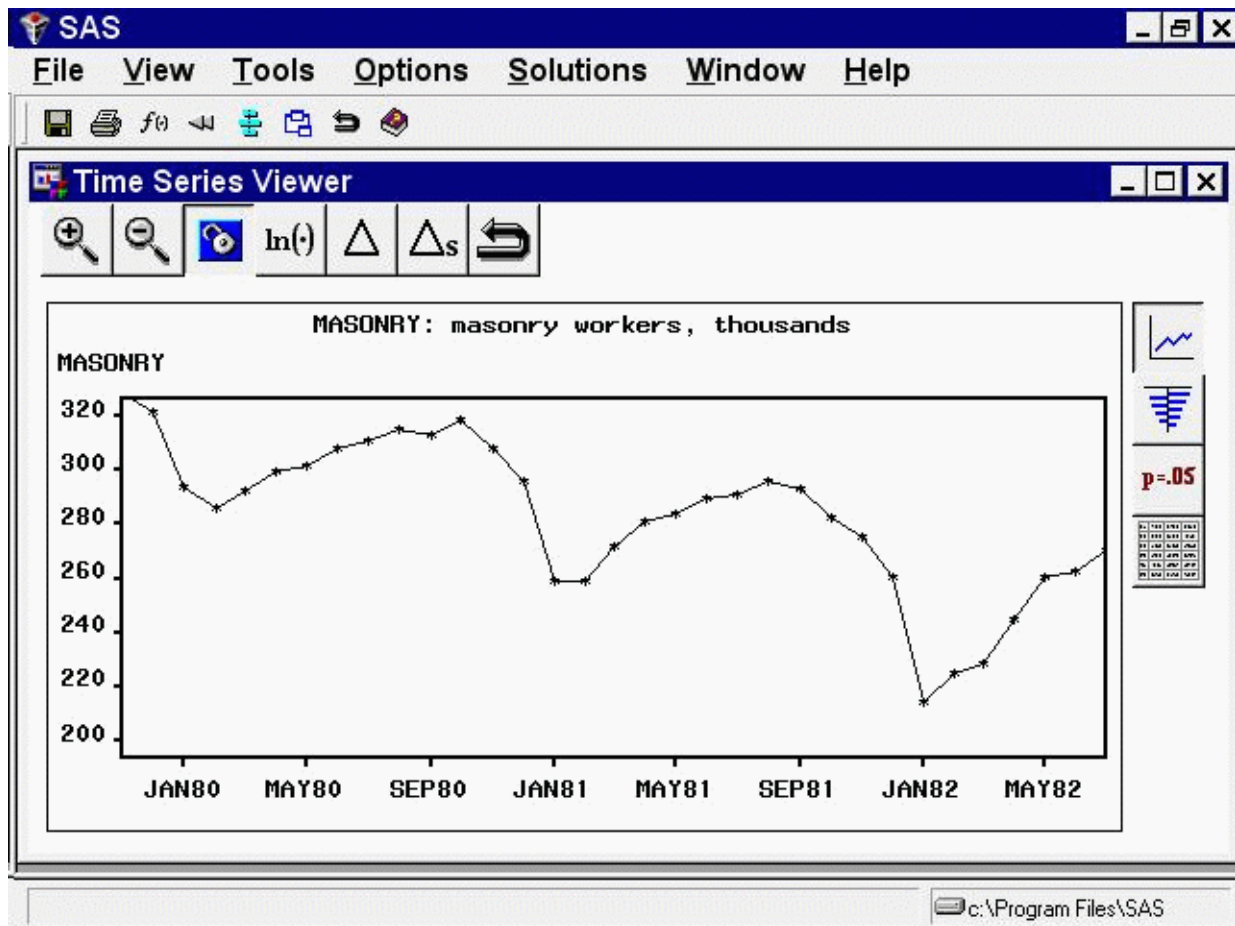 SAS
File View Tools Options Solutions Window Help
f(·)
Time Series Viewer
ln(·) Δ Δs
MASONRY: masonry workers, thousands
MASONRY
320
300
280
260
240
220
200
JAN80 MAY80 SEP80 JAN81 MAY81 SEP81 JAN82 MAY82
p=.05
c:\Program Files\SAS